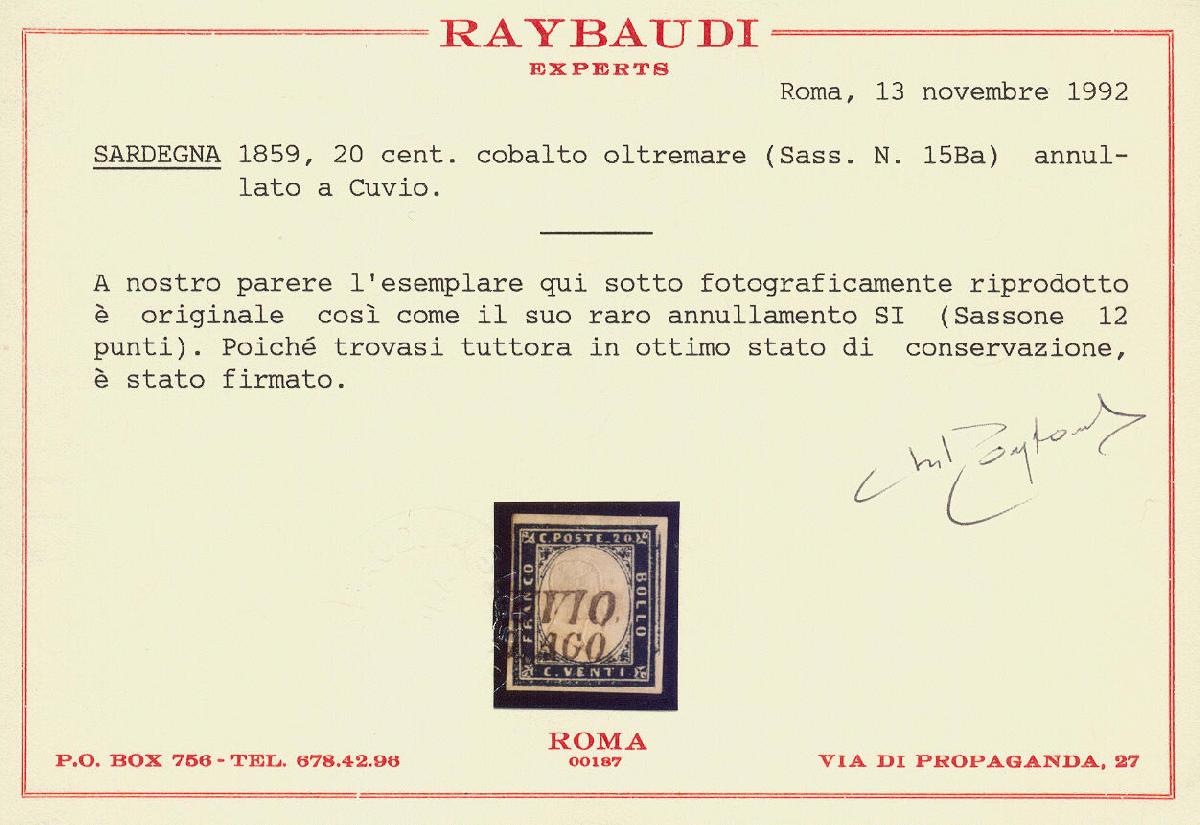 RAYBAUDI
EXPERTS
Roma, 13 novembre 1992
SARDEGNA 1859, 20 cent. cobalto oltremare (Sass. N. 15Ba) annul-
lato a Cuvio.
A nostro parere l'esemplare qui sotto fotograficamente riprodotto
è originale così come il suo raro annullamento SI (Sassone 12
punti). Poiché trovasi tuttora in ottimo stato di conservazione,
è stato firmato.
C. POSTE. 20
FRANCO
BOLLO
VIO.
AGO
C. VENTI
ROMA
00187
P.O. BOX 756 - TEL. 678.42.96
VIA DI PROPAGANDA, 27